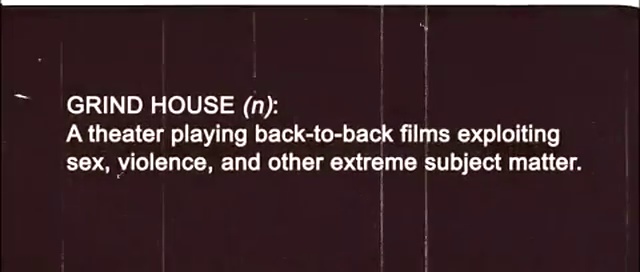 GRIND HOUSE (n):
A theater playing back-to-back films exploiting
sex, violence, and other extreme subject matter.